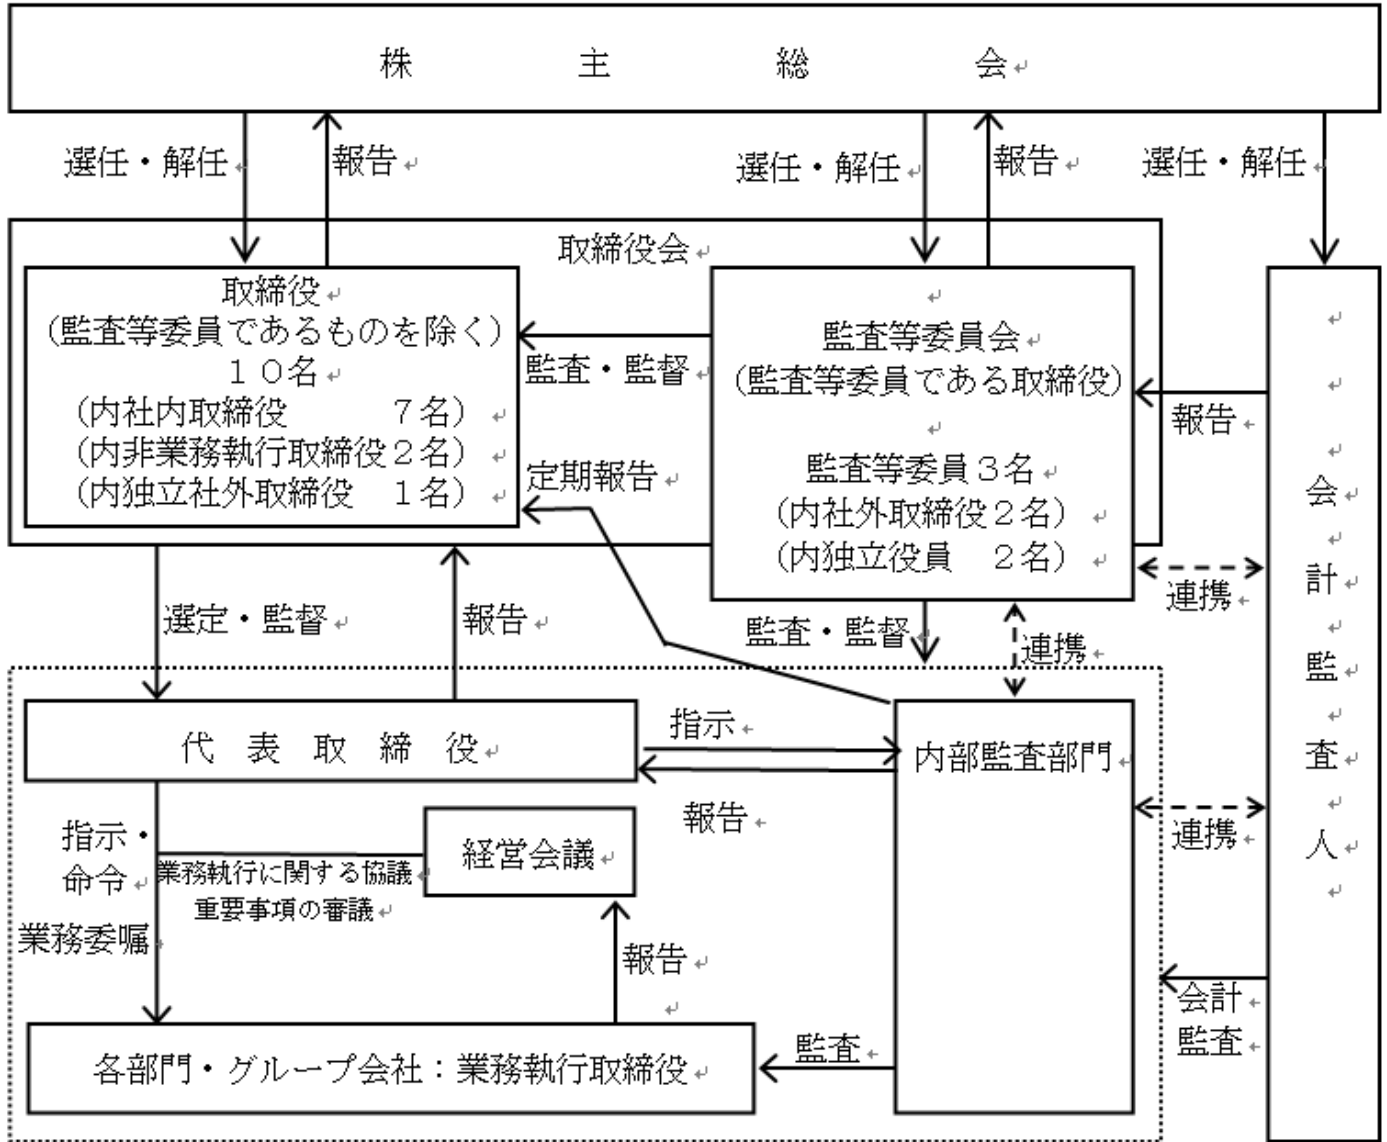 株主総会
選任・解任
報告
選任・解任
報告
選任・解任
取締役会
取締役
(監査等委員であるものを除く)
１０名
(内社内取締役　　　７名)
(内非業務執行取締役２名)
(内独立社外取締役　１名)
監査・監督
定期報告
監査等委員会
(監査等委員である取締役)
監査等委員３名
(内社外取締役２名)
(内独立役員　２名)
報告
連携
会計監査人
選定・監督
報告
監査・監督
連携
代表取締役
指示
報告
内部監査部門
連携
指示・
命令
業務委嘱
業務執行に関する協議
重要事項の審議
経営会議
報告
会計
監査
各部門・グループ会社：業務執行取締役
監査